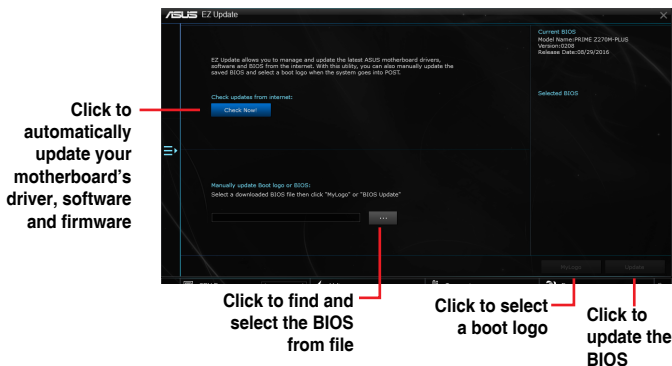 ASUS EZ Update
EZ Update allows you to manage and update the latest ASUS motherboard drivers,
software and BIOS from the internet. With this utility, you can also manually update the
saved BIOS and select a boot logo when the system goes into POST.
Check updates from internet:
Check Now!
Manually update Boot logo or BIOS:
Select a downloaded BIOS file then click "MyLogo" or "BIOS Update"
...
Current BIOS
Model Name:PRIME Z270M-PLUS
Version:0208
Release Date:08/29/2016
Selected BIOS
MyLogo
Update
Click to
automatically
update your
motherboard's
driver, software
and firmware
Click to find and
select the BIOS
from file
Click to select
a boot logo
Click to
update the
BIOS